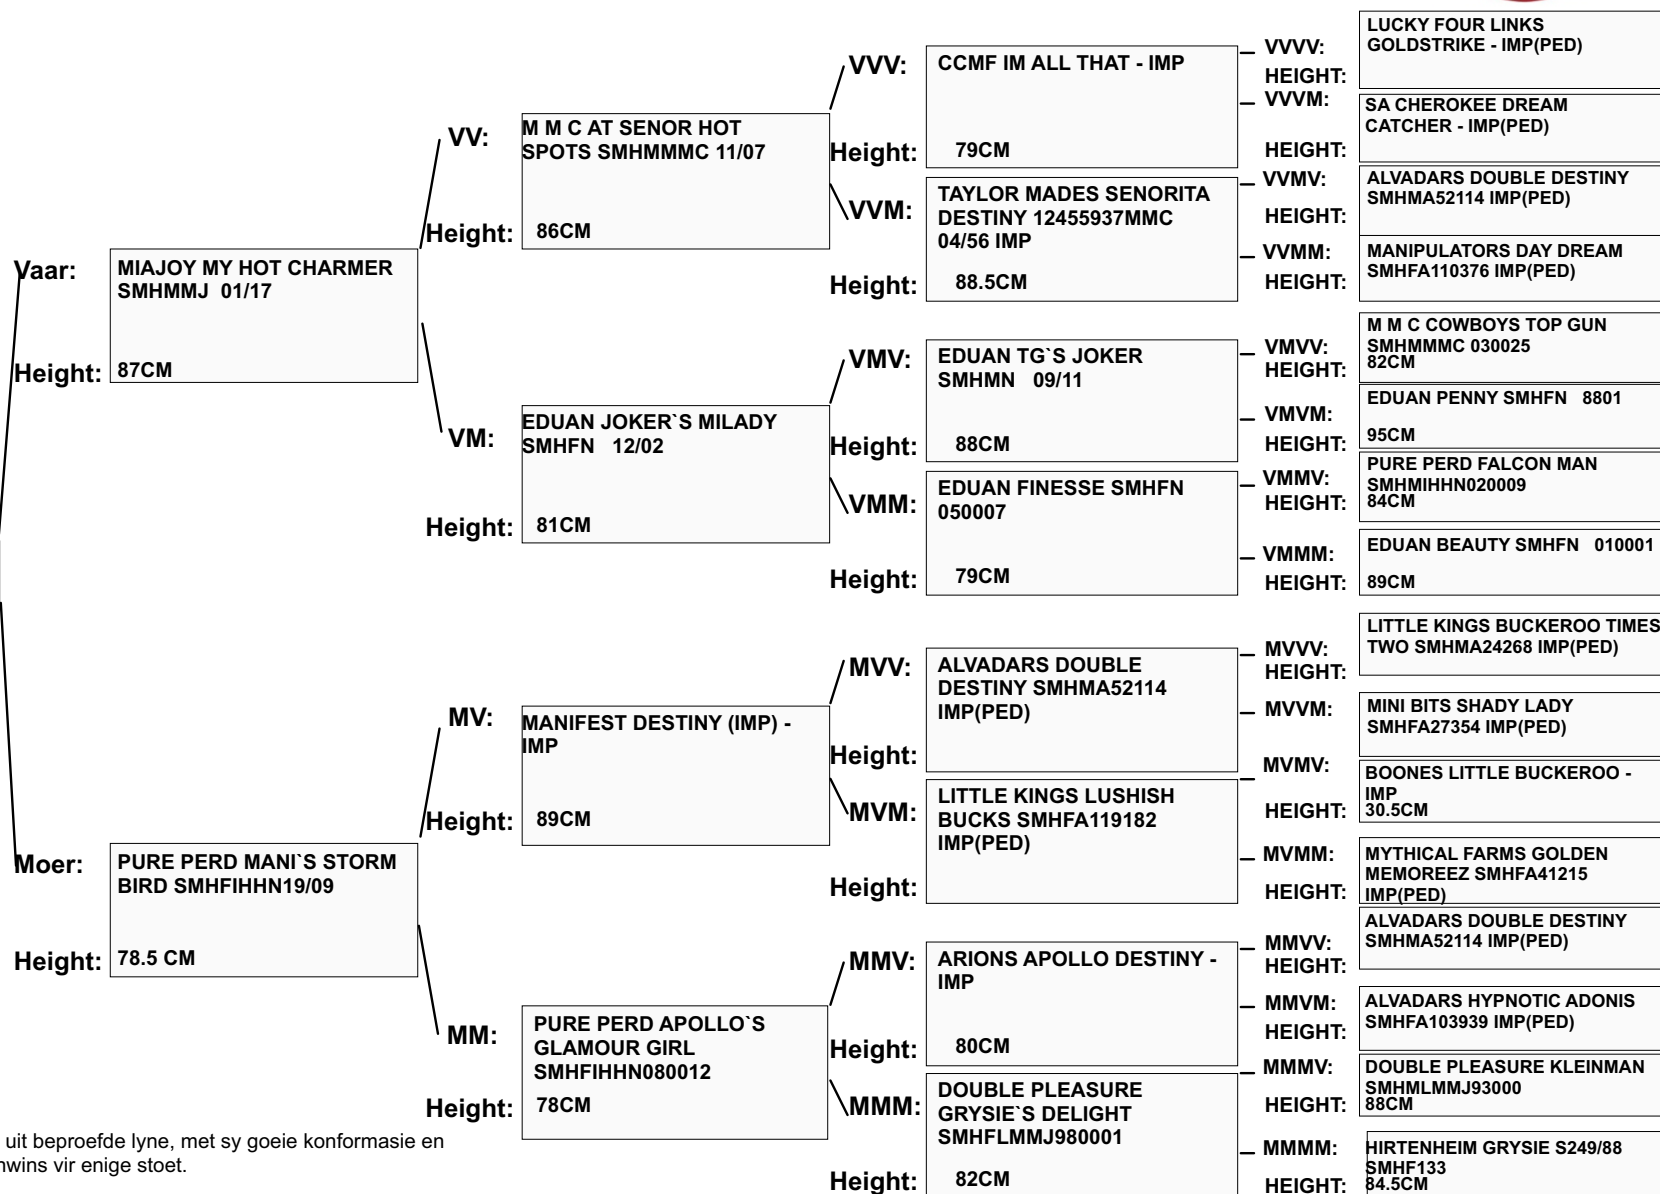 Vaar:
MIAJOY MY HOT CHARMER
SMHMMJ 01/17
Height:
87CM
Moer:
PURE PERD MANI`S STORM
BIRD SMHFIHHN19/09
Height:
78.5 CM
VV:
M M C AT SENOR HOT
SPOTS SMHMMMC 11/07
Height:
86CM
VM:
EDUAN JOKER`S MILADY
SMHFN 12/02
Height:
81CM
MV:
MANIFEST DESTINY (IMP) -
IMP
Height:
89CM
MM:
PURE PERD APOLLO`S
GLAMOUR GIRL
SMHFIHHN080012
Height:
78CM
VVV:
CCMF IM ALL THAT - IMP
Height:
79CM
VVM:
TAYLOR MADES SENORITA
DESTINY 12455937MMC
04/56 IMP
Height:
88.5CM
VMV:
EDUAN TG`S JOKER
SMHMN 09/11
Height:
88CM
VMM:
EDUAN FINESSE SMHFN
050007
Height:
79CM
MVV:
ALVADARS DOUBLE
DESTINY SMHMA52114
IMP(PED)
Height:
MVM:
LITTLE KINGS LUSHISH
BUCKS SMHFA119182
IMP(PED)
Height:
MMV:
ARIONS APOLLO DESTINY -
IMP
Height:
80CM
MMM:
DOUBLE PLEASURE
GRYSIE`S DELIGHT
SMHFLMMJ980001
Height:
82CM
VVVV:
LUCKY FOUR LINKS
GOLDSTRIKE - IMP(PED)
HEIGHT:
VVVM:
SA CHEROKEE DREAM
CATCHER - IMP(PED)
HEIGHT:
VVMV:
ALVADARS DOUBLE DESTINY
SMHMA52114 IMP(PED)
HEIGHT:
VVMM:
MANIPULATORS DAY DREAM
SMHFA110376 IMP(PED)
HEIGHT:
VMVV:
M M C COWBOYS TOP GUN
SMHMMMC 030025
HEIGHT:
82CM
VMVM:
EDUAN PENNY SMHFN 8801
HEIGHT:
95CM
VMMV:
PURE PERD FALCON MAN
SMHMIHHN020009
HEIGHT:
84CM
VMMM:
EDUAN BEAUTY SMHFN 010001
HEIGHT:
89CM
MVVV:
LITTLE KINGS BUCKEROO TIMES
TWO SMHMA24268 IMP(PED)
HEIGHT:
MVVM:
MINI BITS SHADY LADY
SMHFA27354 IMP(PED)
MVMV:
BOONES LITTLE BUCKEROO -
IMP
HEIGHT:
30.5CM
MVMM:
MYTHICAL FARMS GOLDEN
MEMOREEZ SMHFA41215
IMP(PED)
HEIGHT:
MMVV:
ALVADARS DOUBLE DESTINY
SMHMA52114 IMP(PED)
HEIGHT:
MMVM:
ALVADARS HYPNOTIC ADONIS
SMHFA103939 IMP(PED)
HEIGHT:
MMMV:
DOUBLE PLEASURE KLEINMAN
SMHMLMMJ93000
HEIGHT:
88CM
MMMM:
HIRTENHEIM GRYSIE S249/88
SMHF133
HEIGHT:
84.5CM
uit beproefde lyne, met sy goeie konformasie en
nwins vir enige stoet.